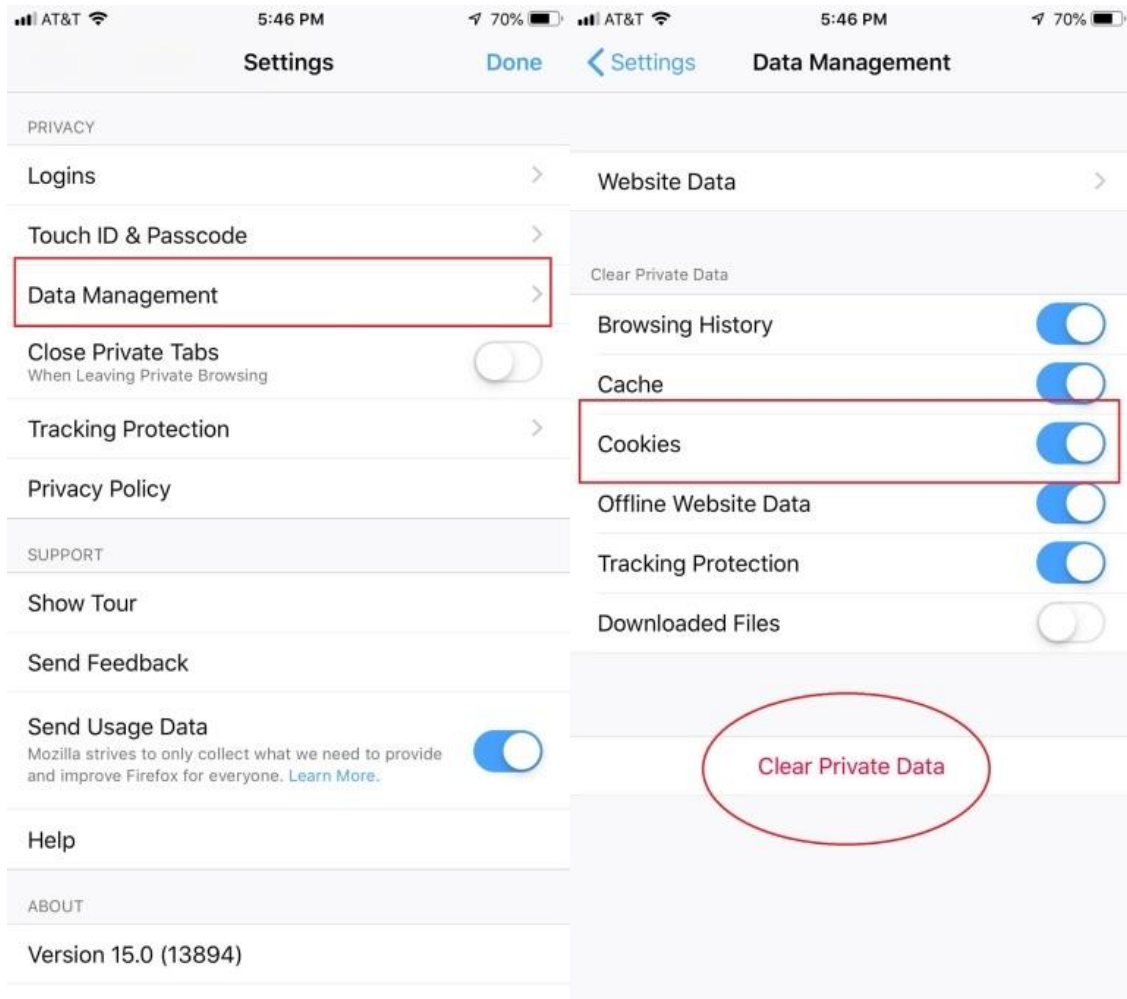 AT&T 5:46 PM 70%
Settings Done
PRIVACY
Logins
Touch ID & Passcode
Data Management
Close Private Tabs
When Leaving Private Browsing
Tracking Protection
Privacy Policy
SUPPORT
Show Tour
Send Feedback
Send Usage Data
Mozilla strives to only collect what we need to provide
and improve Firefox for everyone. Learn More.
Help
ABOUT
Version 15.0 (13894)
AT&T 5:46 PM 70%
Settings Data Management
Website Data
Clear Private Data
Browsing History
Cache
Cookies
Offline Website Data
Tracking Protection
Downloaded Files
Clear Private Data